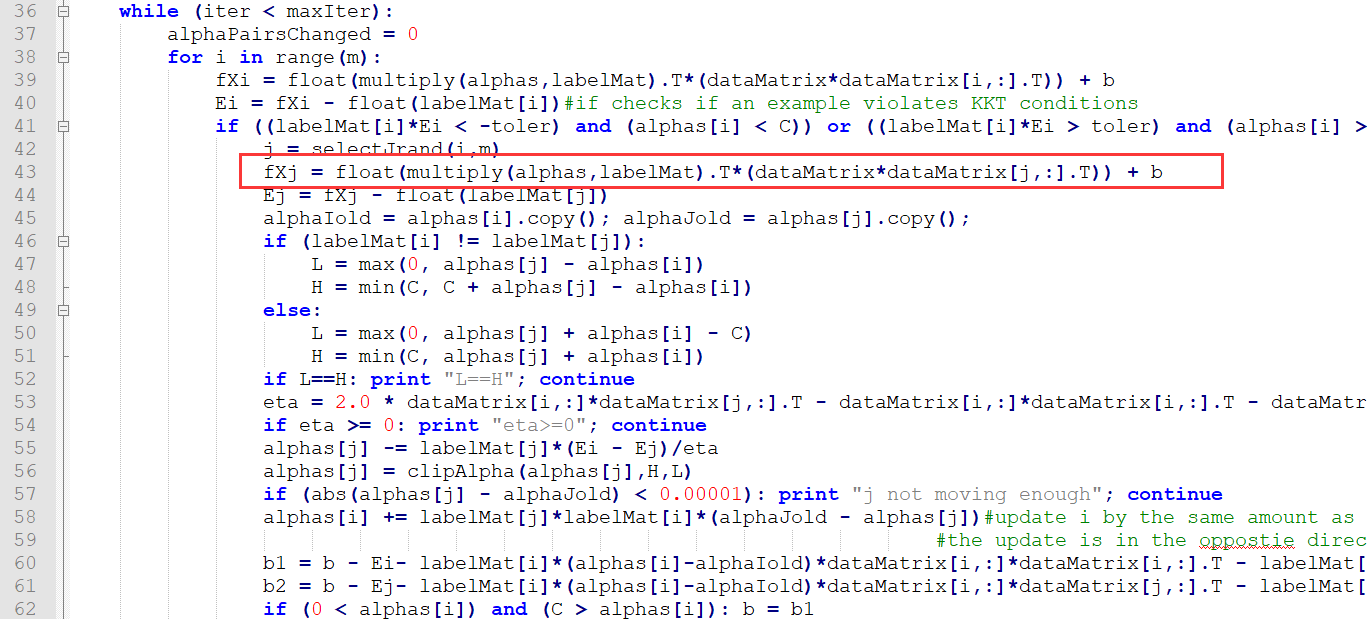 36 while (iter < maxIter):
37 alphaPairsChanged = 0
38 for i in range(m):
39 fXi = float(multiply(alphas,labelMat).T*(dataMatrix*dataMatrix[i,:].T)) + b
40 Ei = fXi - float(labelMat[i])#if checks if an example violates KKT conditions
41 if ((labelMat[i]*Ei < -toler) and (alphas[i] < C)) or ((labelMat[i]*Ei > toler) and (alphas[i] >
42 j = selectJrand(i,m)
43 fXj = float(multiply(alphas,labelMat).T*(dataMatrix*dataMatrix[j,:].T)) + b
44 Ej = fXj - float(labelMat[j])
45 alphaIold = alphas[i].copy(); alphaJold = alphas[j].copy();
46 if (labelMat[i] != labelMat[j]):
47 L = max(0, alphas[j] - alphas[i])
48 H = min(C, C + alphas[j] - alphas[i])
49 else:
50 L = max(0, alphas[j] + alphas[i] - C)
51 H = min(C, alphas[j] + alphas[i])
52 if L==H: print "L==H"; continue
53 eta = 2.0 * dataMatrix[i,:]*dataMatrix[j,:].T - dataMatrix[i,:]*dataMatrix[i,:].T - dataMatr
54 if eta >= 0: print "eta>=0"; continue
55 alphas[j] -= labelMat[j]*(Ei - Ej)/eta
56 alphas[j] = clipAlpha(alphas[j],H,L)
57 if (abs(alphas[j] - alphaJold) < 0.00001): print "j not moving enough"; continue
58 alphas[i] += labelMat[j]*labelMat[i]*(alphaJold - alphas[j])#update i by the same amount as
59 #the update is in the oppostie direc
60 b1 = b - Ei- labelMat[i]*(alphas[i]-alphaIold)*dataMatrix[i,:]*dataMatrix[i,:].T - labelMat[
61 b2 = b - Ej- labelMat[i]*(alphas[i]-alphaIold)*dataMatrix[i,:]*dataMatrix[j,:].T - labelMat[
62 if (0 < alphas[i]) and (C > alphas[i]): b = b1